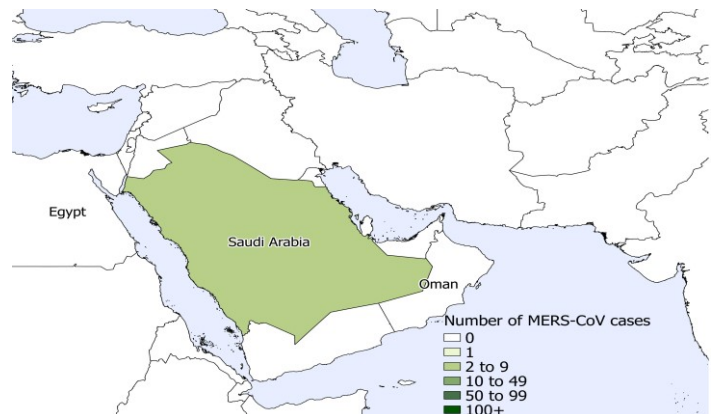 Egypt
Saudi Arabia
Oman
Number of MERS-CoV cases
0
1
2 to 9
10 to 49
50 to 99
100+